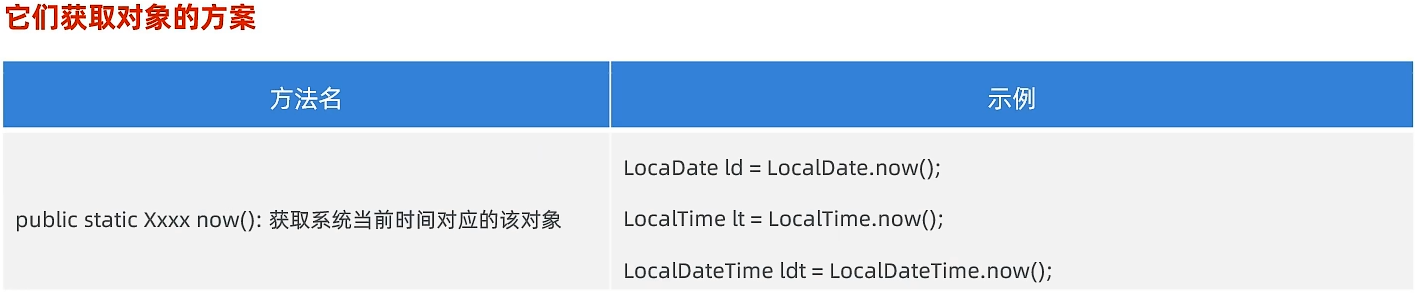 它们获取对象的方案
方法名
示例
public static Xxxx now(): 获取系统当前时间对应的该对象
LocaDate ld = LocalDate.now();
LocalTime lt = LocalTime.now();
LocalDateTime ldt = LocalDateTime.now();